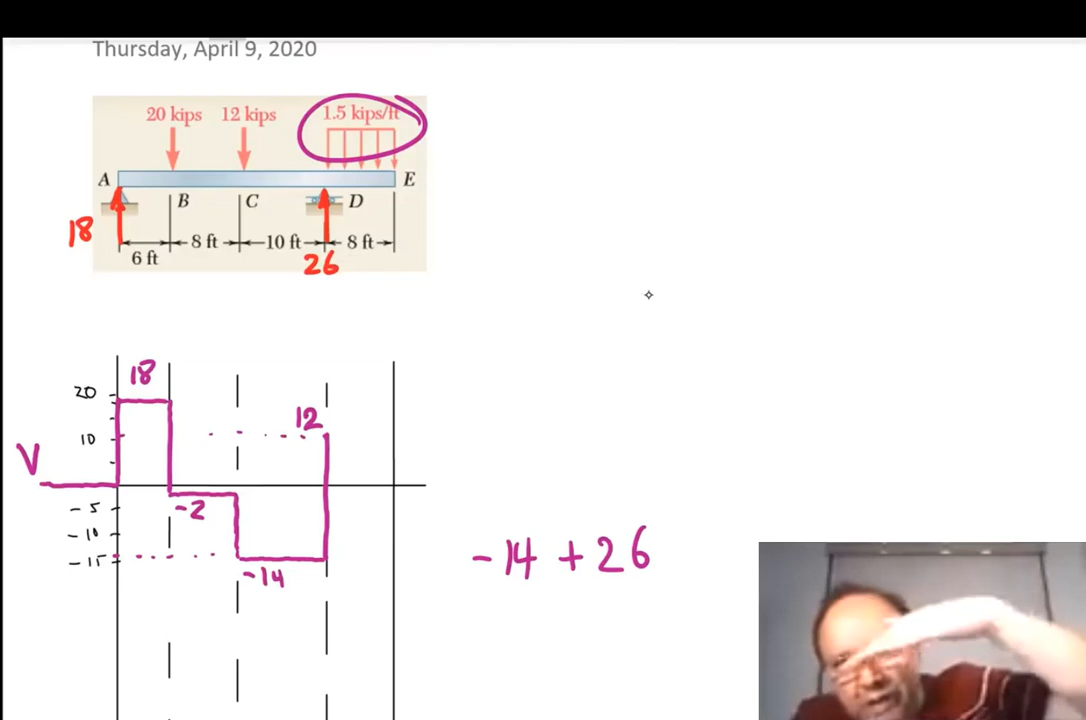 Thursday, April 9, 2020
20 kips 12 kips 1.5 kips/ft
A E
B C D
18
8 ft 10 ft 8 ft
6 ft
26
18
20
12
10
V
-5
-2
-10
-15
-14
-14 + 26